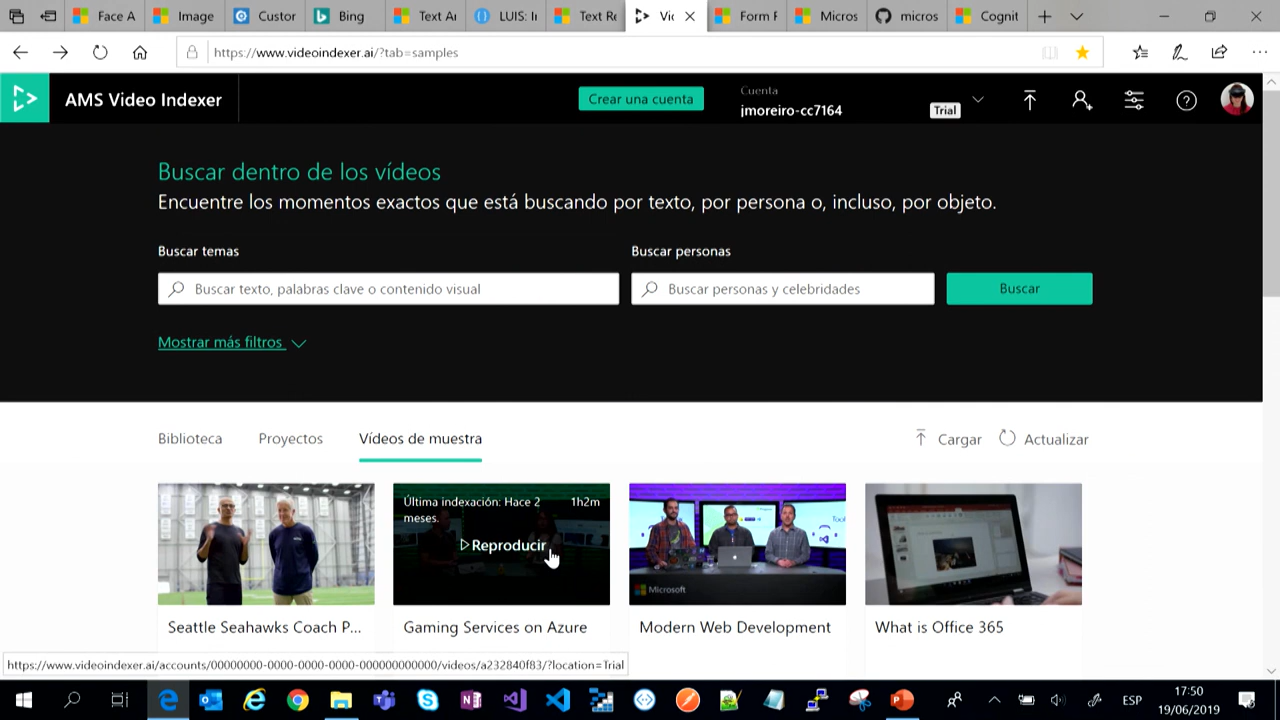 Face A
Image
Custor
Bing
Text Ar
LUIS: Ir
Text Re
Vic
Form F
Micros
micros
Cognit
https://www.videoindexer.ai/?tab=samples
AMS Video Indexer
Crear una cuenta
Cuenta
jmoreiro-cc7164
Trial
Buscar dentro de los vídeos
Encuentre los momentos exactos que está buscando por texto, por persona o, incluso, por objeto.
Buscar temas
Buscar personas
Buscar texto, palabras clave o contenido visual
Buscar personas y celebridades
Buscar
Mostrar más filtros
Biblioteca
Proyectos
Vídeos de muestra
Cargar
Actualizar
Última indexación: Hace 2 meses.
1h2m
Reproducir
Microsoft
Seattle Seahawks Coach P...
Gaming Services on Azure
Modern Web Development
What is Office 365
https://www.videoindexer.ai/accounts/00000000-0000-0000-0000-000000000000/videos/a232840f83/?location=Trial
ESP
17:50
19/06/2019